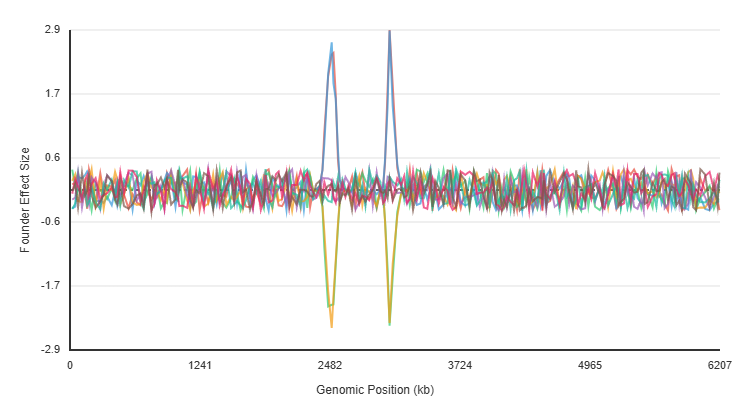 2.9
1.7
0.6
-0.6
-1.7
-2.9
Founder Effect Size
0 1241 2482 3724 4965 6207
Genomic Position (kb)